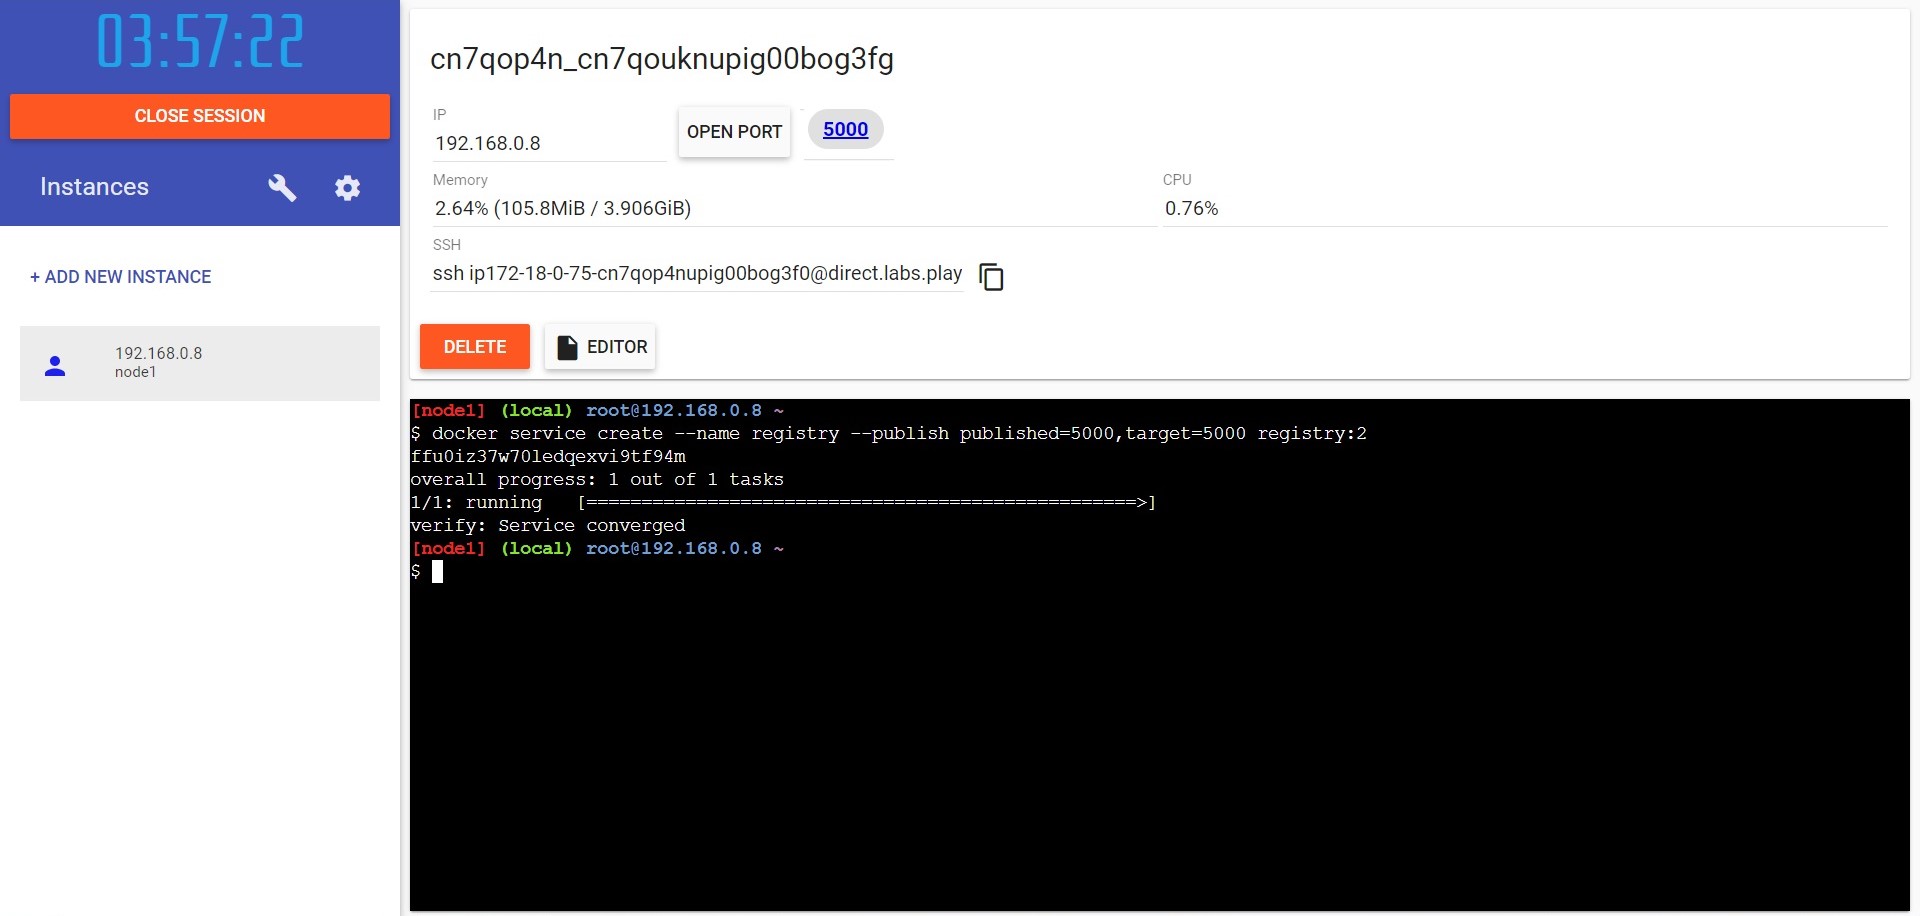 03:57:22
CLOSE SESSION
Instances
+ ADD NEW INSTANCE
192.168.0.8
node1
cn7qop4n_cn7qouknupig00bog3fg
IP
192.168.0.8
OPEN PORT
5000
Memory
2.64% (105.8MiB / 3.906GiB)
CPU
0.76%
SSH
ssh ip172-18-0-75-cn7qop4nupig00bog3f0@direct.labs.play
DELETE
EDITOR
[node1] (local) root@192.168.0.8 ~
$ docker service create --name registry --publish published=5000,target=5000 registry:2
ffu0iz37w70ledqexvi9tf94m
overall progress: 1 out of 1 tasks
1/1: running   [==================================================>]
verify: Service converged
[node1] (local) root@192.168.0.8 ~
$